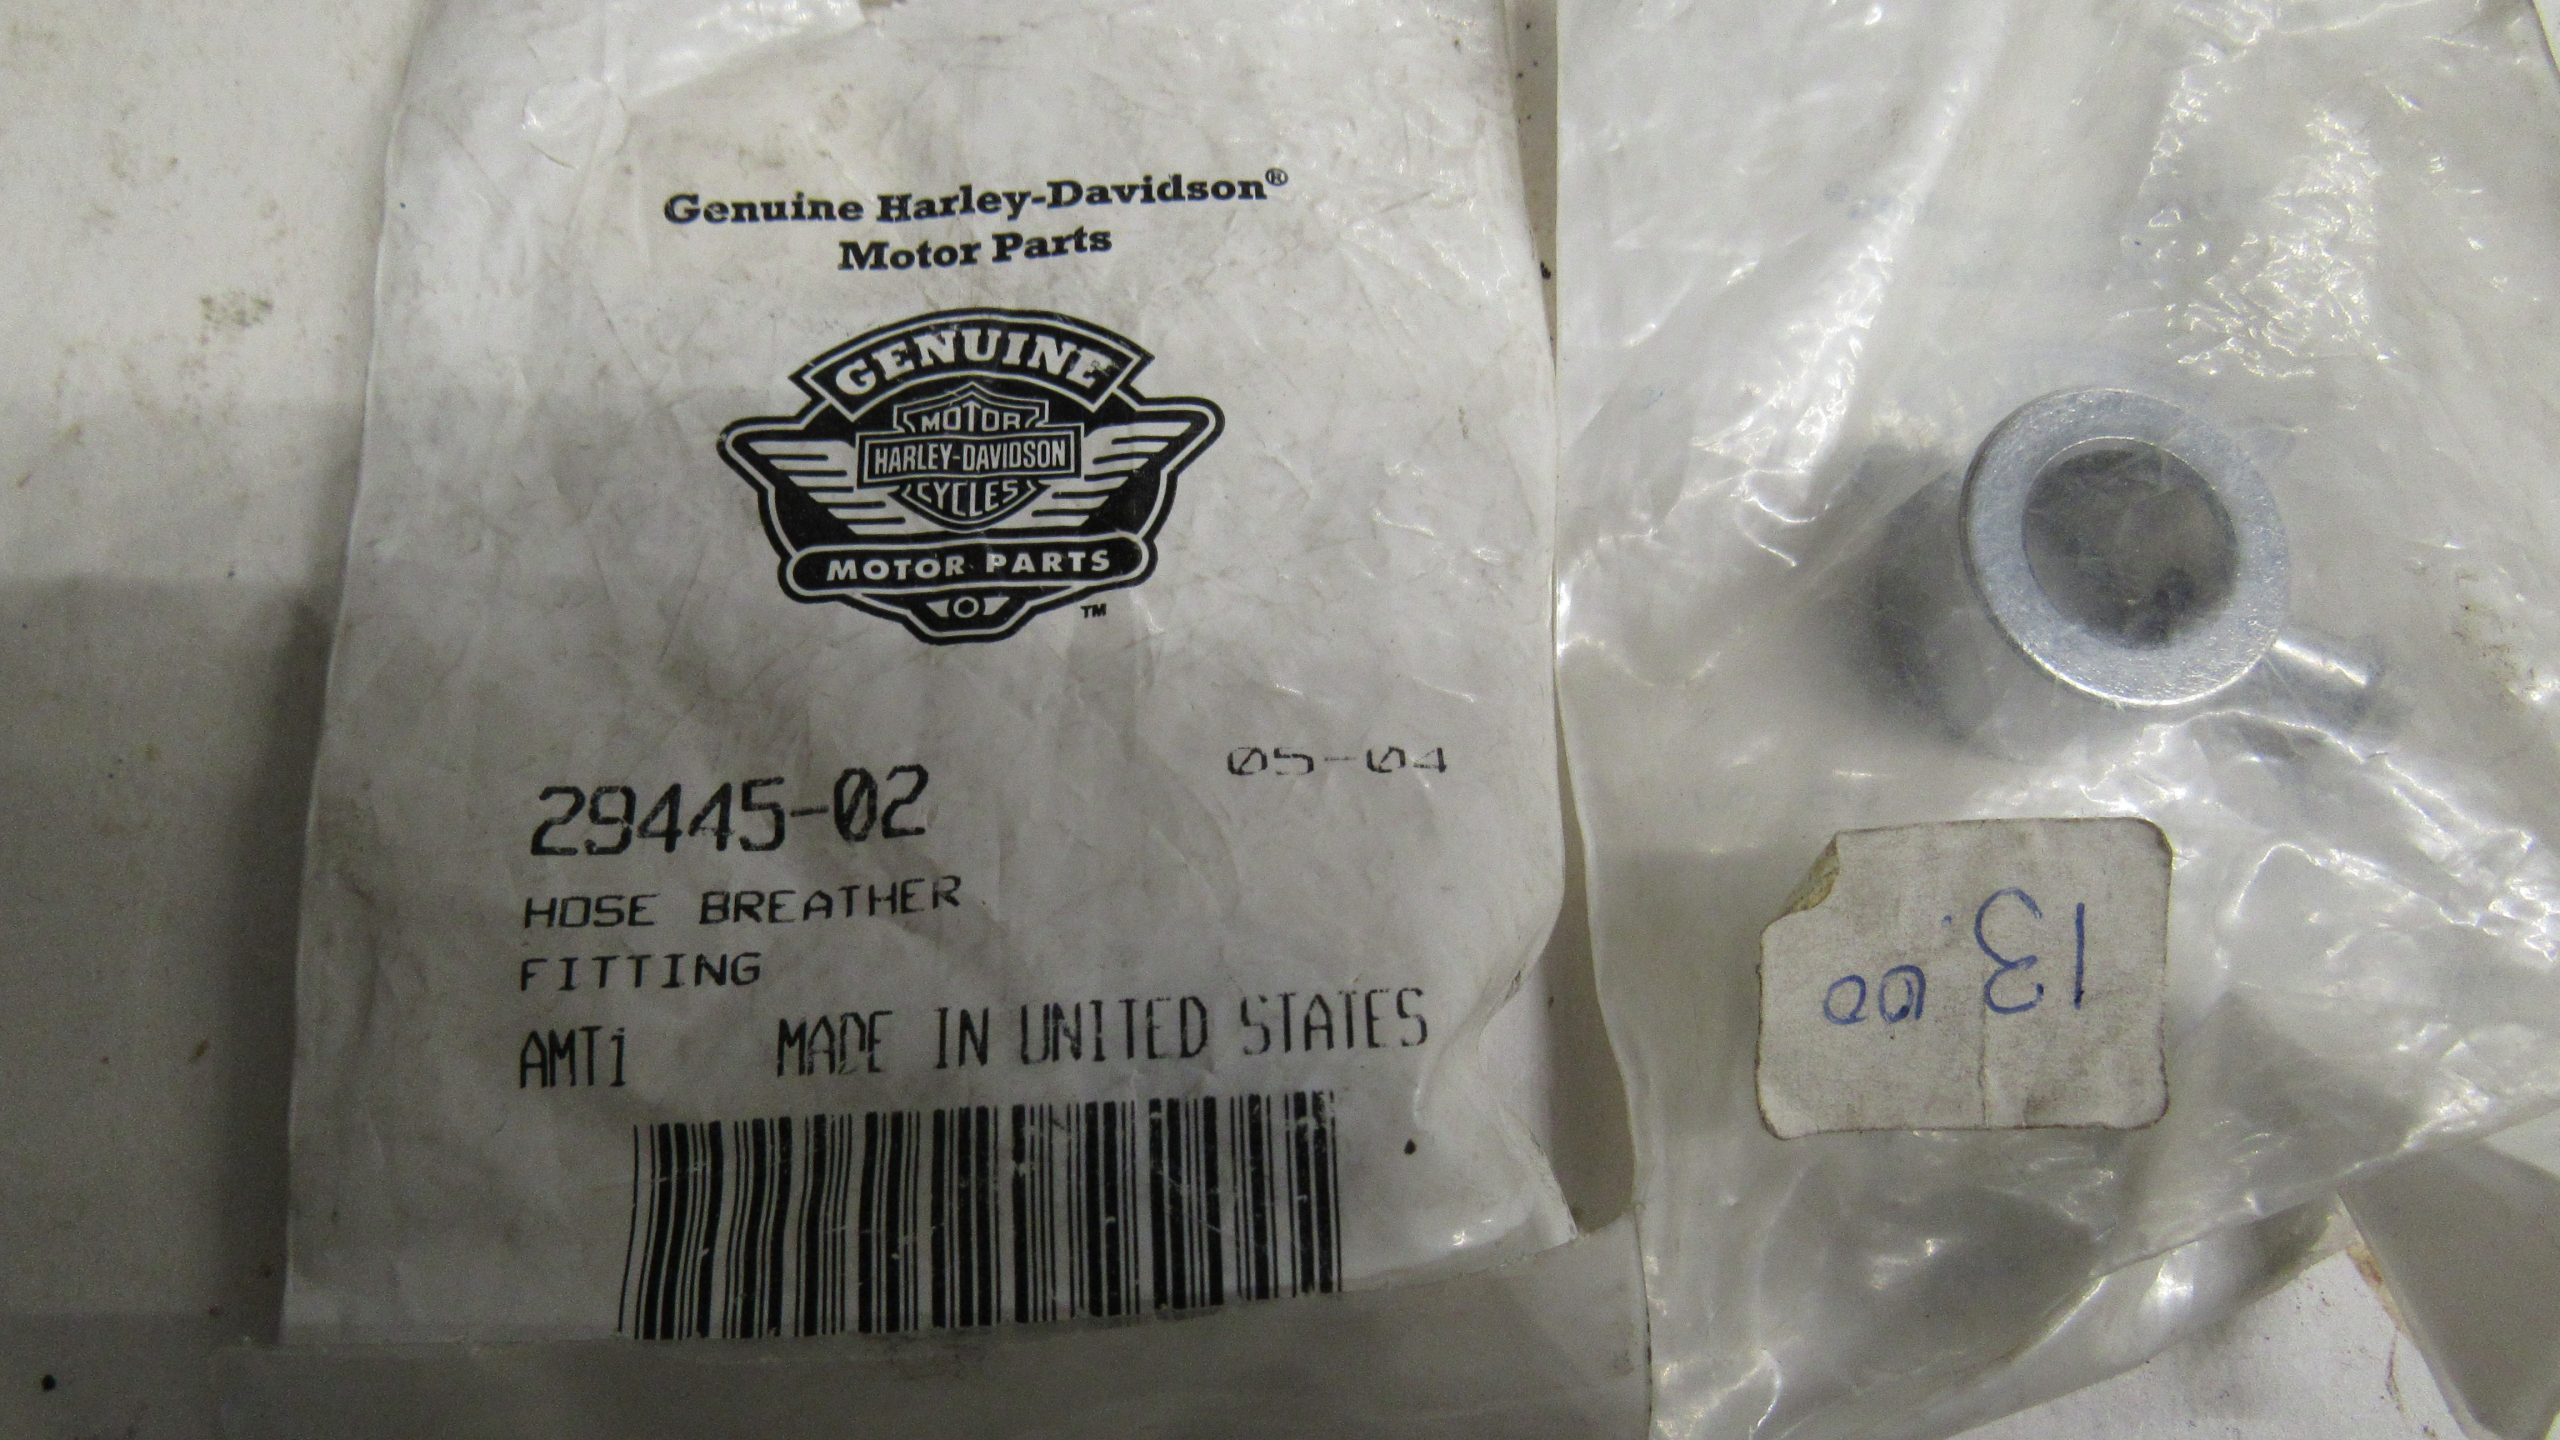 Genuine Harley-Davidson®
Motor Parts
GENUINE
MOTOR
HARLEY-DAVIDSON
CYCLES
MOTOR PARTS
TM
05-04
29445-02
HOSE BREATHER
FITTING
AMTi MADE IN UNITED STATES
13.00